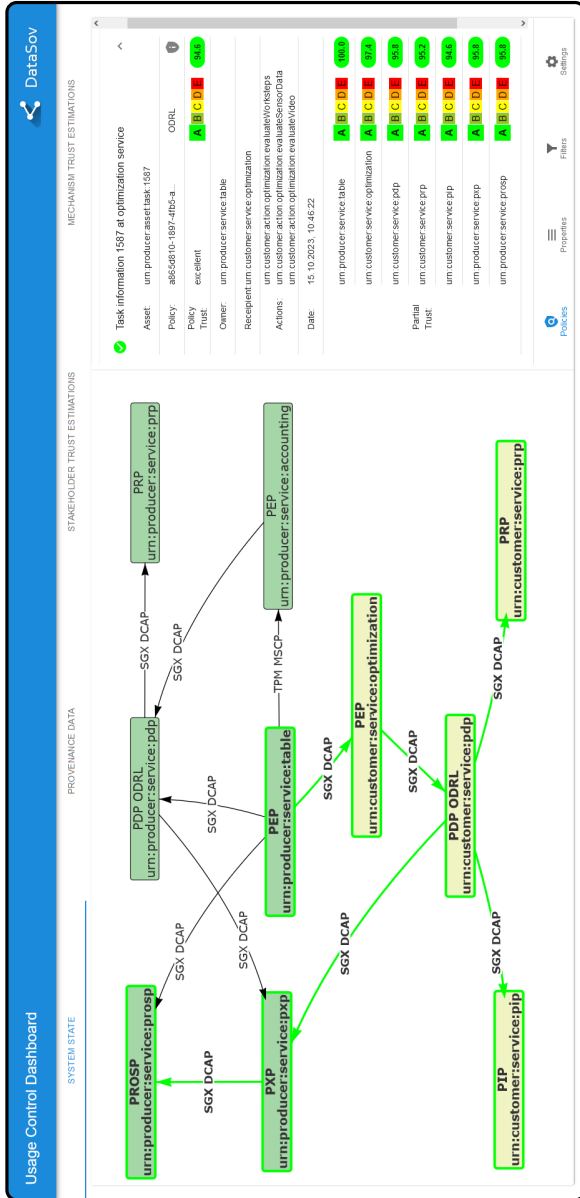 Usage Control Dashboard
DataSov
SYSTEM STATE
PROVENANCE DATA
STAKEHOLDER TRUST ESTIMATIONS
MECHANISM TRUST ESTIMATIONS
PROSP
urn:producer:service:prosp
PDP ODRL
urn:producer:service:pdp
PRP
urn:producer:service:prp
SGX DCAP
SGX DCAP
SGX DCAP
SGX DCAP
SGX DCAP
SGX DCAP
PXP
urn:producer:service:pxp
PEP
urn:producer:service:table
TPM MSCP
PEP
urn:producer:service:accounting
SGX DCAP
SGX DCAP
PEP
urn:customer:service:optimization
SGX DCAP
PDP ODRL
urn:customer:service:pdp
SGX DCAP
SGX DCAP
PIP
urn:customer:service:pip
PRP
urn:customer:service:prp
Task information 1587 at optimization service
Asset: urn:producer:asset:task:1587
Policy: a865d810-1897-4fb5-a... ODRL
Policy
Trust: excellent A B C D E 94.6
Owner: urn:producer:service:table
Receipient: urn:customer:service:optimization
Actions: urn:customer:action:optimization:evaluateWorksteps
urn:customer:action:optimization:evaluateSensorData
urn:customer:action:optimization:evaluateVideo
Date: 15.10.2023, 10:46:22
Partial
Trust:
urn:producer:service:table A B C D E 100.0
urn:customer:service:optimization A B C D E 97.4
urn:customer:service:pdp A B C D E 95.8
urn:customer:service:prp A B C D E 95.2
urn:customer:service:pip A B C D E 94.6
urn:producer:service:pxp A B C D E 95.8
urn:producer:service:prosp A B C D E 95.8
Policies
Properties
Filters
Settings